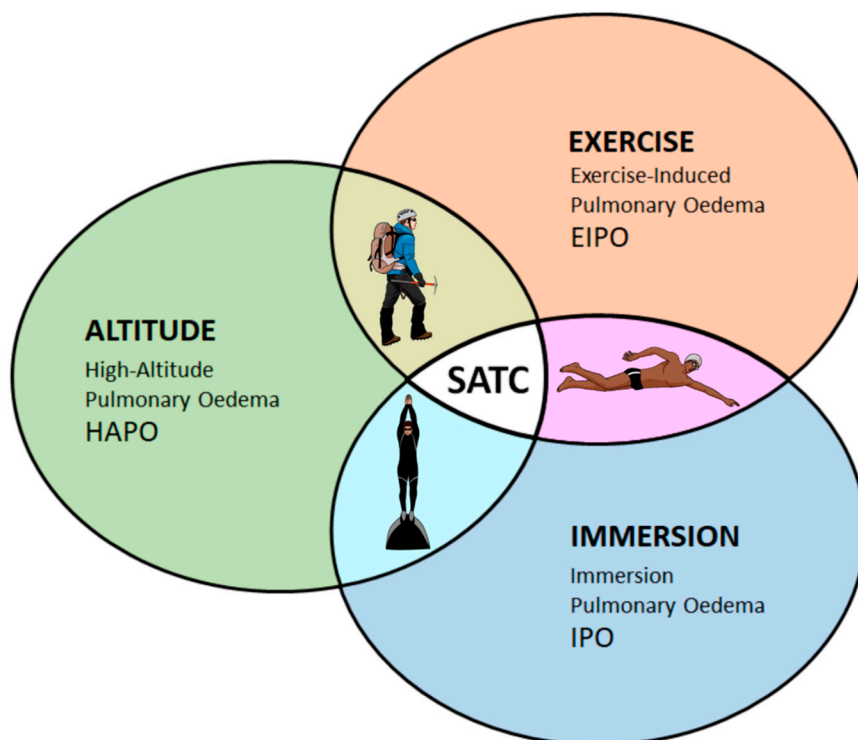 EXERCISE
Exercise-Induced
Pulmonary Oedema
EIPO
ALTITUDE
High-Altitude
Pulmonary Oedema
HAPO
SATC
IMMERSION
Immersion
Pulmonary Oedema
IPO